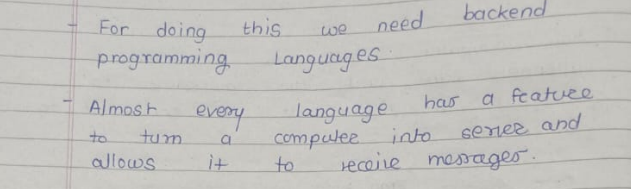 - For doing this we need backend
programming Languages.
- Almost every language has a featuee
to turn a computee into seree and
allows it to receive messages.